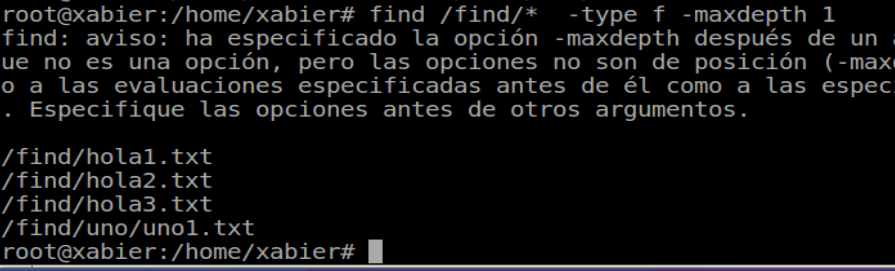 root@xabier:/home/xabier# find /find/*  -type f -maxdepth 1
find: aviso: ha especificado la opción -maxdepth después de un
ue no es una opción, pero las opciones no son de posición (-max
o a las evaluaciones especificadas antes de él como a las espec
. Especifique las opciones antes de otros argumentos.
/find/hola1.txt
/find/hola2.txt
/find/hola3.txt
/find/uno/uno1.txt
root@xabier:/home/xabier#